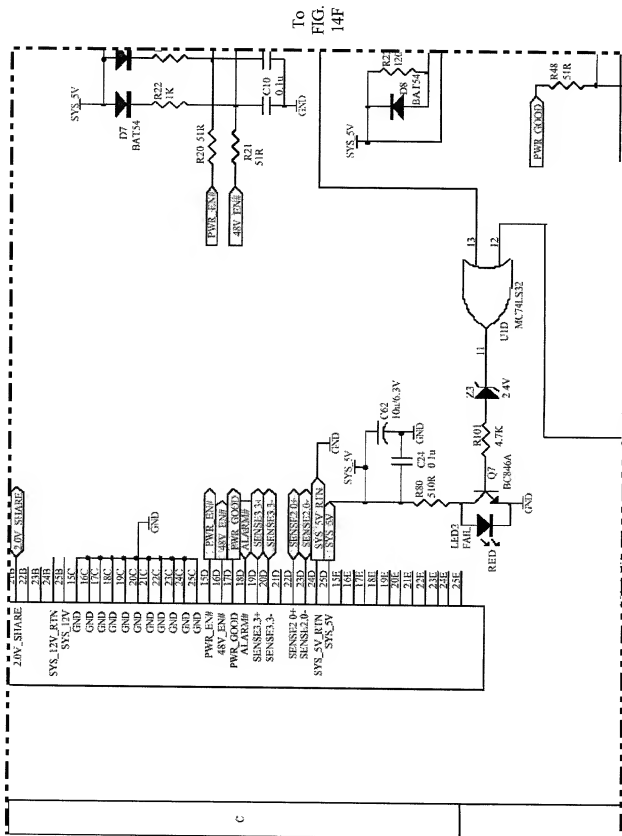 To
FIG.
14F
SYS_5V
D7
BAT54
R22
1K
C10
0.1u
GND
R20 51R
R21
51R
PWR_EN#
48V_EN#
SYS_5V
D8
BAT54
PWR_GOOD
R48
51R
13
12
U1D
MC74LS32
11
Z3
2.4V
R101
4.7K
Q7
BC846A
GND
LED2
FAIL
RED
R80
510R
C24
0.1u
GND
C62
10u/6.3V
SYS_5V
GND
2.0V_SHARE
GND
PWR_EN#
48V_EN#
PWR_GOOD
ALARM#
SENSE3.3+
SENSE3.3-
SENSE2.0+
SENSE2.0-
SYS_5V_RTN
SYS_5V
21B
22B
23B
24B
25B
15C
16C
17C
18C
19C
20C
21C
22C
23C
24C
25C
15D
16D
17D
18D
19D
20D
21D
22D
23D
24D
25D
15E
16E
17E
18E
19E
20E
21E
22E
23E
24E
25E
2.0V_SHARE
SYS_12V_RTN
SYS_12V
GND
GND
GND
GND
GND
GND
GND
GND
GND
GND
GND
PWR_EN#
48V_EN#
PWR_GOOD
ALARM#
SENSE3.3+
SENSE3.3-
SENSE2.0+
SENSE2.0-
SYS_5V_RTN
SYS_5V
C